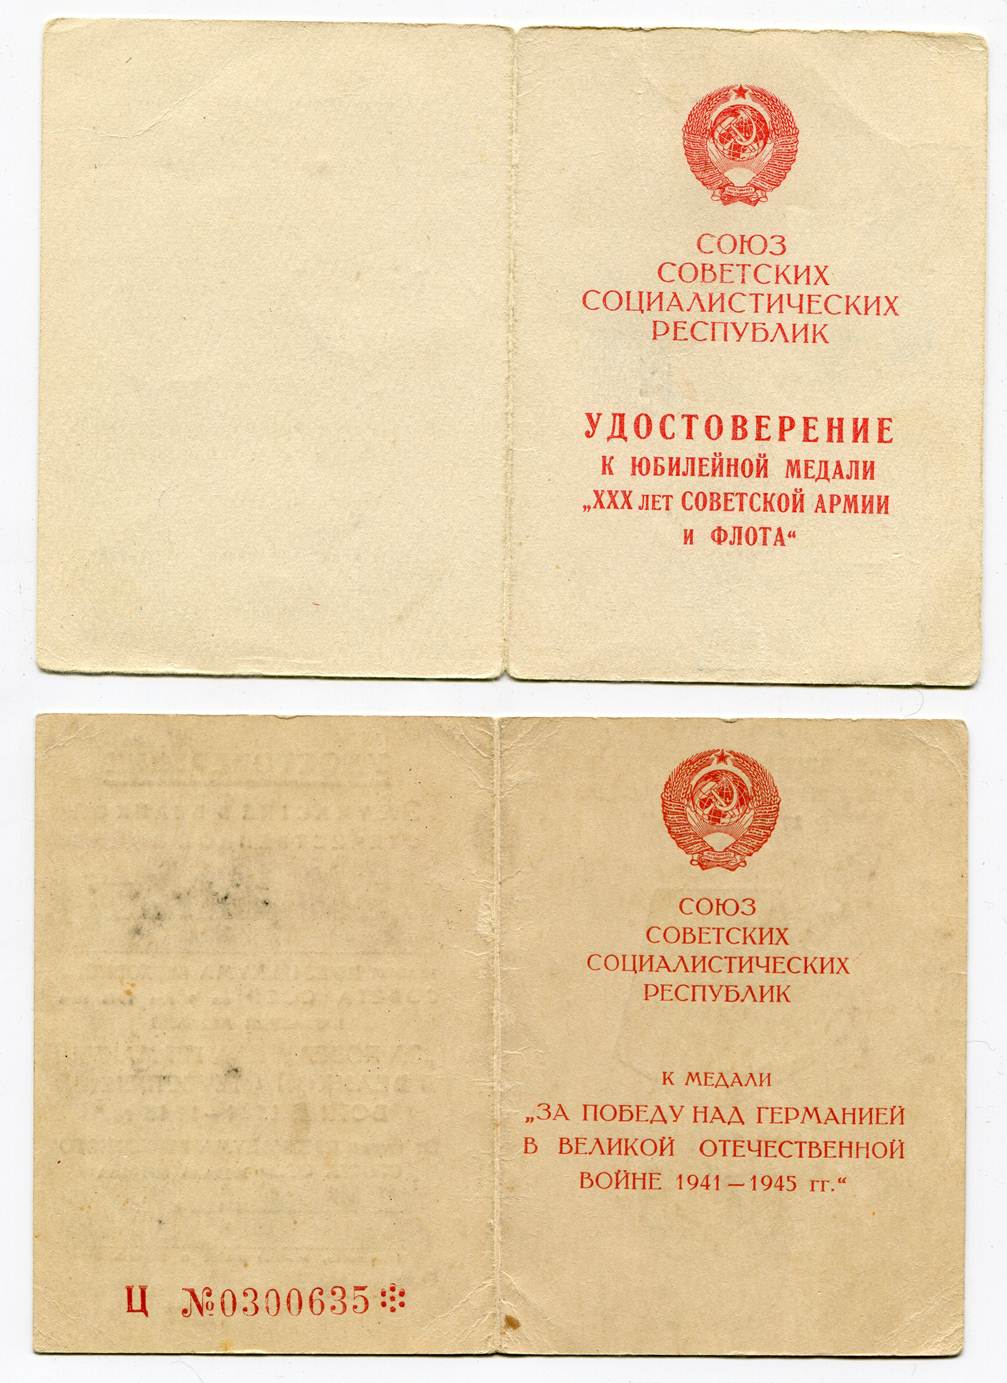 СОЮЗ
СОВЕТСКИХ
СОЦИАЛИСТИЧЕСКИХ
РЕСПУБЛИК
УДОСТОВЕРЕНИЕ
К ЮБИЛЕЙНОЙ МЕДАЛИ
„XXX ЛЕТ СОВЕТСКОЙ АРМИИ
И ФЛОТА“
СОЮЗ
СОВЕТСКИХ
СОЦИАЛИСТИЧЕСКИХ
РЕСПУБЛИК
К МЕДАЛИ
„ЗА ПОБЕДУ НАД ГЕРМАНИЕЙ
В ВЕЛИКОЙ ОТЕЧЕСТВЕННОЙ
ВОЙНЕ 1941—1945 гг.“
Ц №0300635